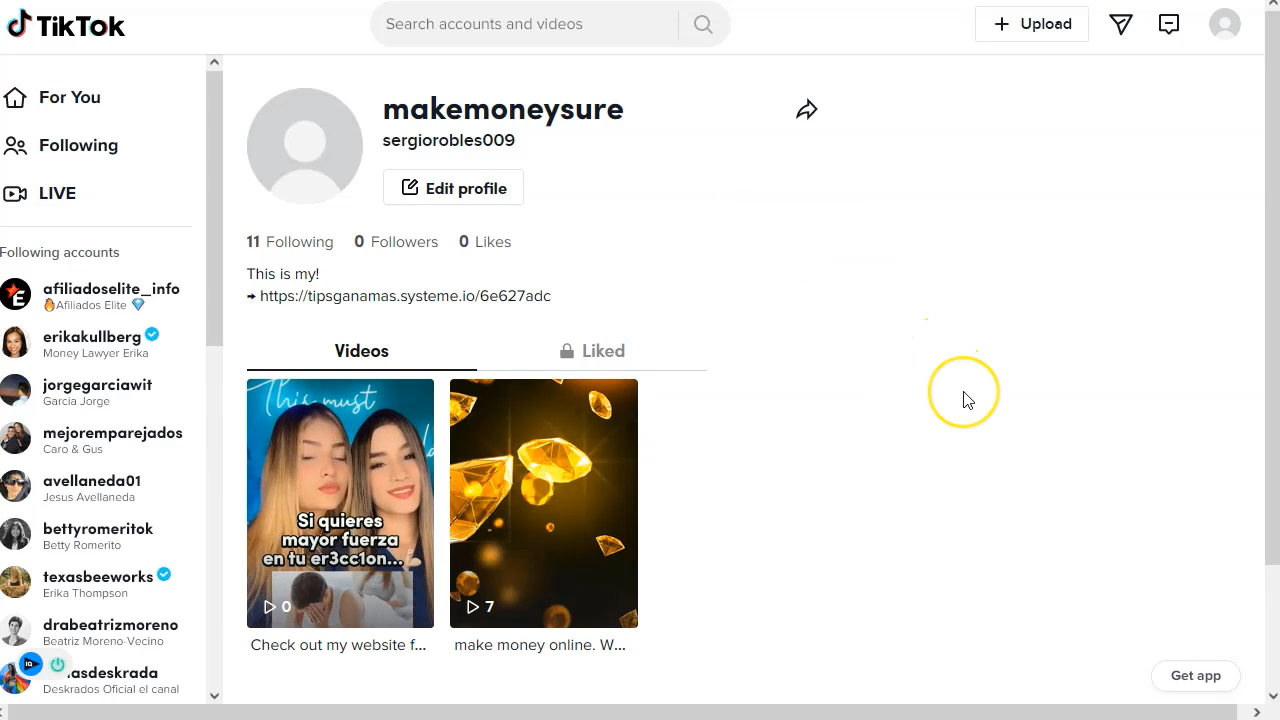 TikTok
Search accounts and videos
Upload
For You
Following
LIVE
Following accounts
afiliadoselite_info
🔥Afiliados Elite 💎
erikakullberg
Money Lawyer Erika
jorgegarciawit
Garcia Jorge
mejoremparejados
Caro & Gus
avellaneda01
Jesus Avellaneda
bettyromeritok
Betty Romerito
texasbeeworks
Erika Thompson
drabeatrizmoreno
Beatriz Moreno-Vecino
asdeskrada
Deskrados Oficial el canal
makemoneysure
sergiorobles009
Edit profile
11 Following 0 Followers 0 Likes
This is my!
➡ https://tipsganamas.systeme.io/6e627adc
Videos
Liked
This must
Si quieres
mayor fuerza
en tu er3cc1on...
0
Check out my website f...
7
make money online. W...
Get app